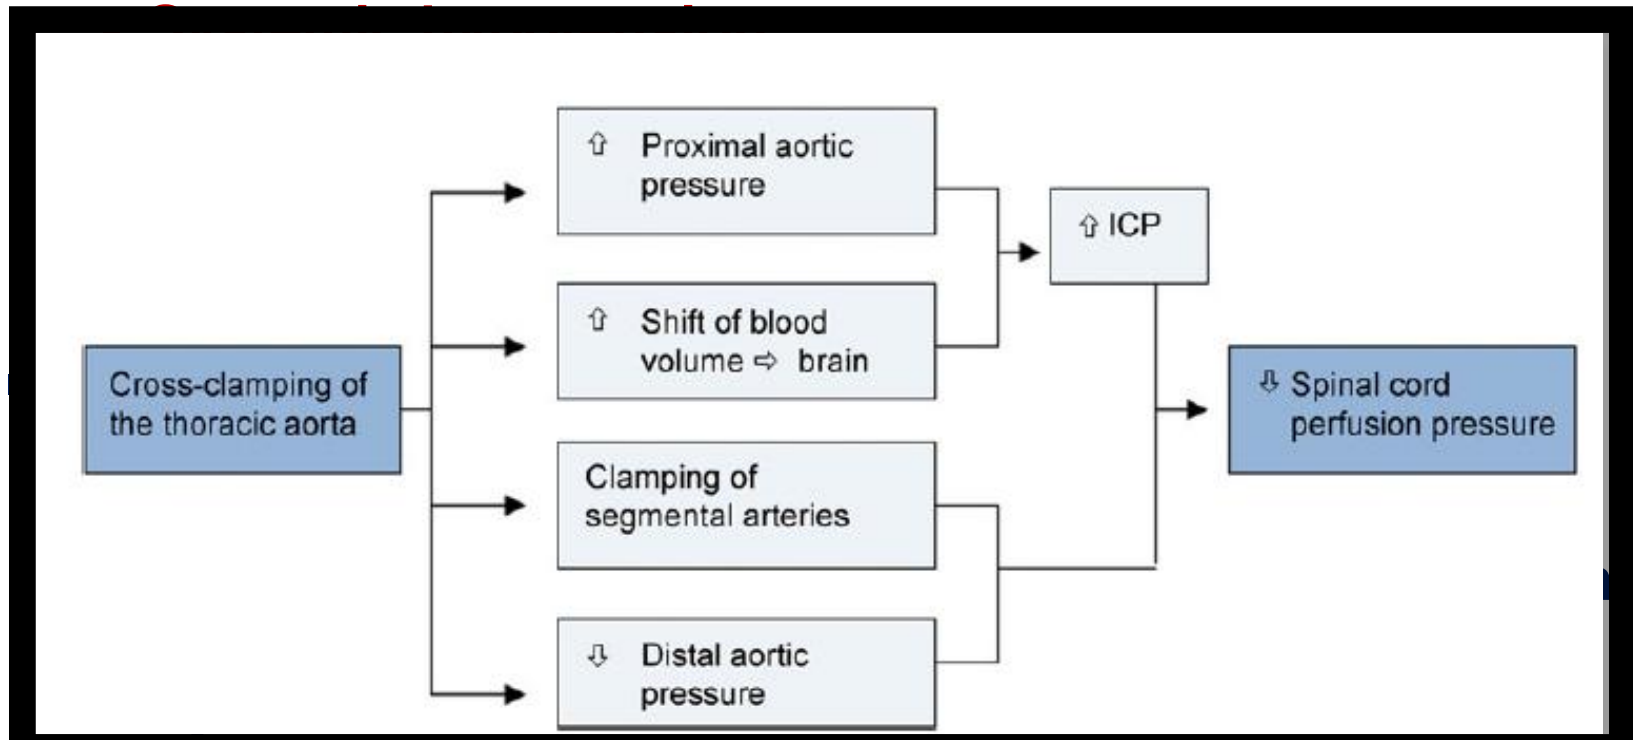 ⇧ Proximal aortic
pressure
⇧ ICP
⇧ Shift of blood
volume ⇨ brain
Cross-clamping of
the thoracic aorta
⇩ Spinal cord
perfusion pressure
Clamping of
segmental arteries
⇩ Distal aortic
pressure